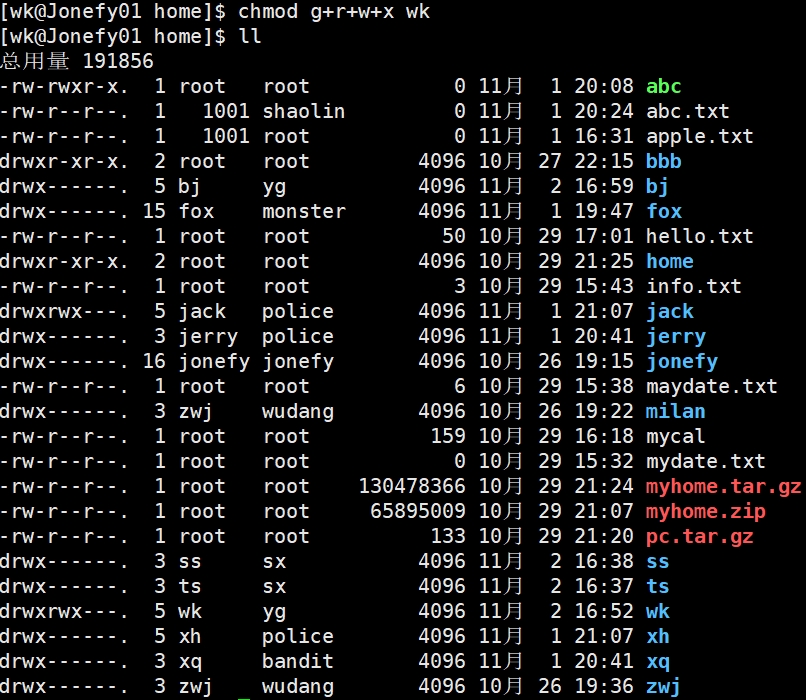 [wk@Jonefy01 home]$ chmod g+r+w+x wk
[wk@Jonefy01 home]$ ll
总用量 191856
-rw-rwxr-x.  1 root   root            0 11月  1 20:08 abc
-rw-r--r--.  1   1001 shaolin         0 11月  1 20:24 abc.txt
-rw-r--r--.  1   1001 root            0 11月  1 16:31 apple.txt
drwxr-xr-x.  2 root   root         4096 10月 27 22:15 bbb
drwx------.  5 bj     yg           4096 11月  2 16:59 bj
drwx------. 15 fox    monster      4096 11月  1 19:47 fox
-rw-r--r--.  1 root   root           50 10月 29 17:01 hello.txt
drwxr-xr-x.  2 root   root         4096 10月 29 21:25 home
-rw-r--r--.  1 root   root            3 10月 29 15:43 info.txt
drwxrwx---.  5 jack   police       4096 11月  1 21:07 jack
drwx------.  3 jerry  police       4096 11月  1 20:41 jerry
drwx------. 16 jonefy jonefy       4096 10月 26 19:15 jonefy
-rw-r--r--.  1 root   root            6 10月 29 15:38 maydate.txt
drwx------.  3 zwj    wudang       4096 10月 26 19:22 milan
-rw-r--r--.  1 root   root          159 10月 29 16:18 mycal
-rw-r--r--.  1 root   root            0 10月 29 15:32 mydate.txt
-rw-r--r--.  1 root   root    130478366 10月 29 21:24 myhome.tar.gz
-rw-r--r--.  1 root   root     65895009 10月 29 21:07 myhome.zip
-rw-r--r--.  1 root   root          133 10月 29 21:20 pc.tar.gz
drwx------.  3 ss     sx           4096 11月  2 16:38 ss
drwx------.  3 ts     sx           4096 11月  2 16:37 ts
drwxrwx---.  5 wk     yg           4096 11月  2 16:52 wk
drwx------.  5 xh     police       4096 11月  1 21:07 xh
drwx------.  3 xq     bandit       4096 11月  1 20:41 xq
drwx------.  3 zwj    wudang       4096 10月 26 19:36 zwj